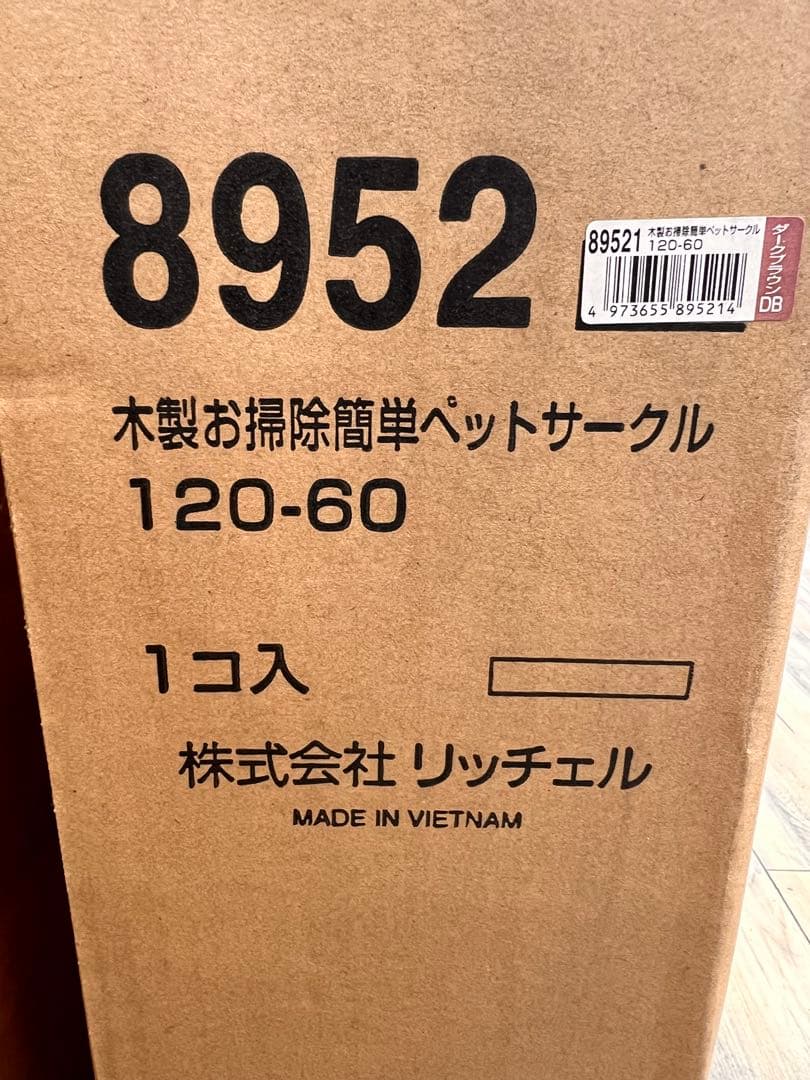 8952
89521 木製お掃除簡単ペットサークル
120-60
4 973655 895214
ダークブラウン
DB
木製お掃除簡単ペットサークル
120-60
1コ入
株式会社 リッチェル
MADE IN VIETNAM